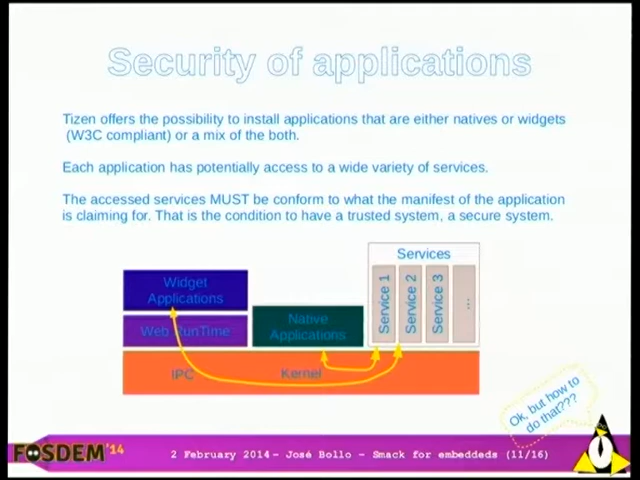 Security of applications
Tizen offers the possibility to install applications that are either natives or widgets
(W3C compliant) or a mix of the both.
Each application has potentially access to a wide variety of services.
The accessed services MUST be conform to what the manifest of the application
is claiming for. That is the condition to have a trusted system, a secure system.
Services
Widget
Applications
Web RunTime
Native
Applications
Service 1
Service 2
Service 3
...
IPC
Kernel
Ok, but how to
do that???
FOSDEM'14
2 February 2014- José Bollo - Smack for embeddeds (11/16)